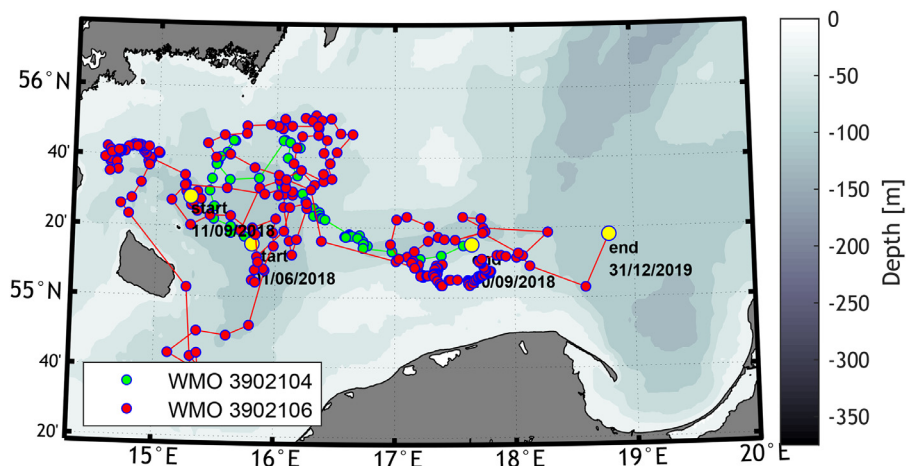 56°N
40'
20'
55°N
40'
20'
start
11/09/2018
start
1/06/2018
end
0/09/2018
end
31/12/2019
WMO 3902104
WMO 3902106
15°E
16°E
17°E
18°E
19°E
20°E
0
-50
-100
-150
-200
-250
-300
-350
Depth [m]